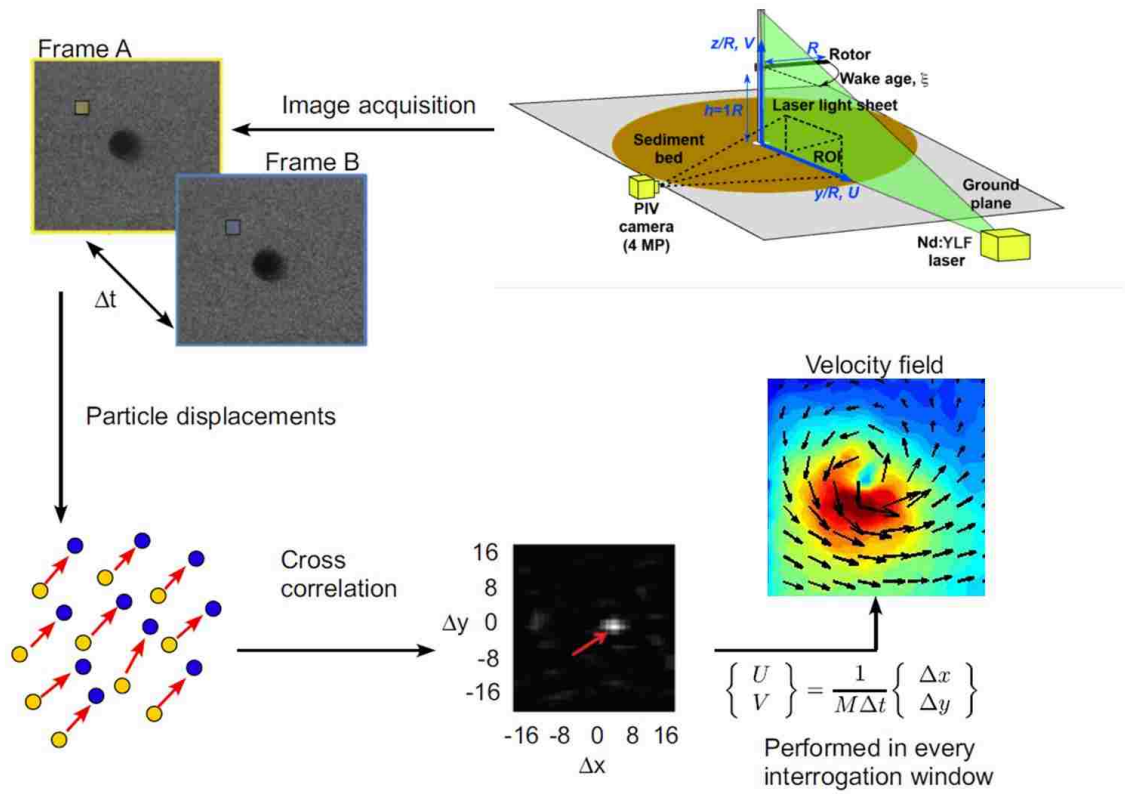 Frame A
Image acquisition
Frame B
Δt
z/R, V
R
Rotor
Wake age, ξ
h=1R
Laser light sheet
Sediment
bed
ROI
y/R, U
PIV
camera
(4 MP)
Ground
plane
Nd:YLF
laser
Particle displacements
Velocity field
Cross
correlation
16
8
Δy 0
-8
-16
-16 -8 0 8 16
Δx
{ U V } = 1 / MΔt { Δx Δy }
Performed in every
interrogation window